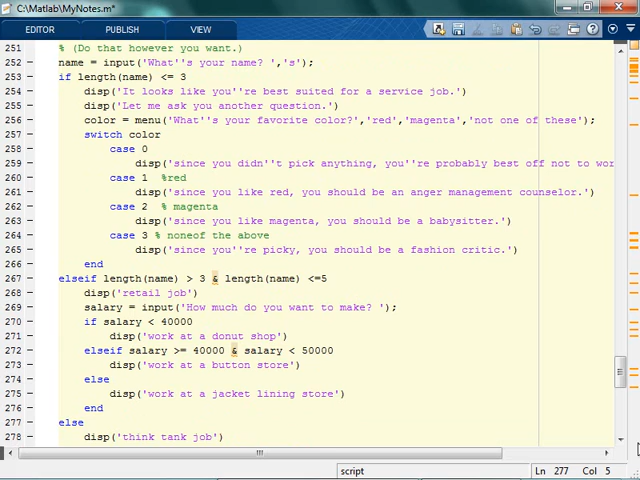 C:\Matlab\MyNotes.m*
EDITOR PUBLISH VIEW
251 % (Do that however you want.)
252 name = input('What''s your name? ','s');
253 if length(name) <= 3
254 disp('It looks like you''re best suited for a service job.')
255 disp('Let me ask you another question.')
256 color = menu('What''s your favorite color?','red','magenta','not one of these');
257 switch color
258 case 0
259 disp('since you didn''t pick anything, you''re probably best off not to wor
260 case 1 %red
261 disp('since you like red, you should be an anger management counselor.')
262 case 2 % magenta
263 disp('since you like magenta, you should be a babysitter.')
264 case 3 % noneof the above
265 disp('since you''re picky, you should be a fashion critic.')
266 end
267 elseif length(name) > 3 & length(name) <=5
268 disp('retail job')
269 salary = input('How much do you want to make? ');
270 if salary < 40000
271 disp('work at a donut shop')
272 elseif salary >= 40000 & salary < 50000
273 disp('work at a button store')
274 else
275 disp('work at a jacket lining store')
276 end
277 else
278 disp('think tank job')
script Ln 277 Col 5